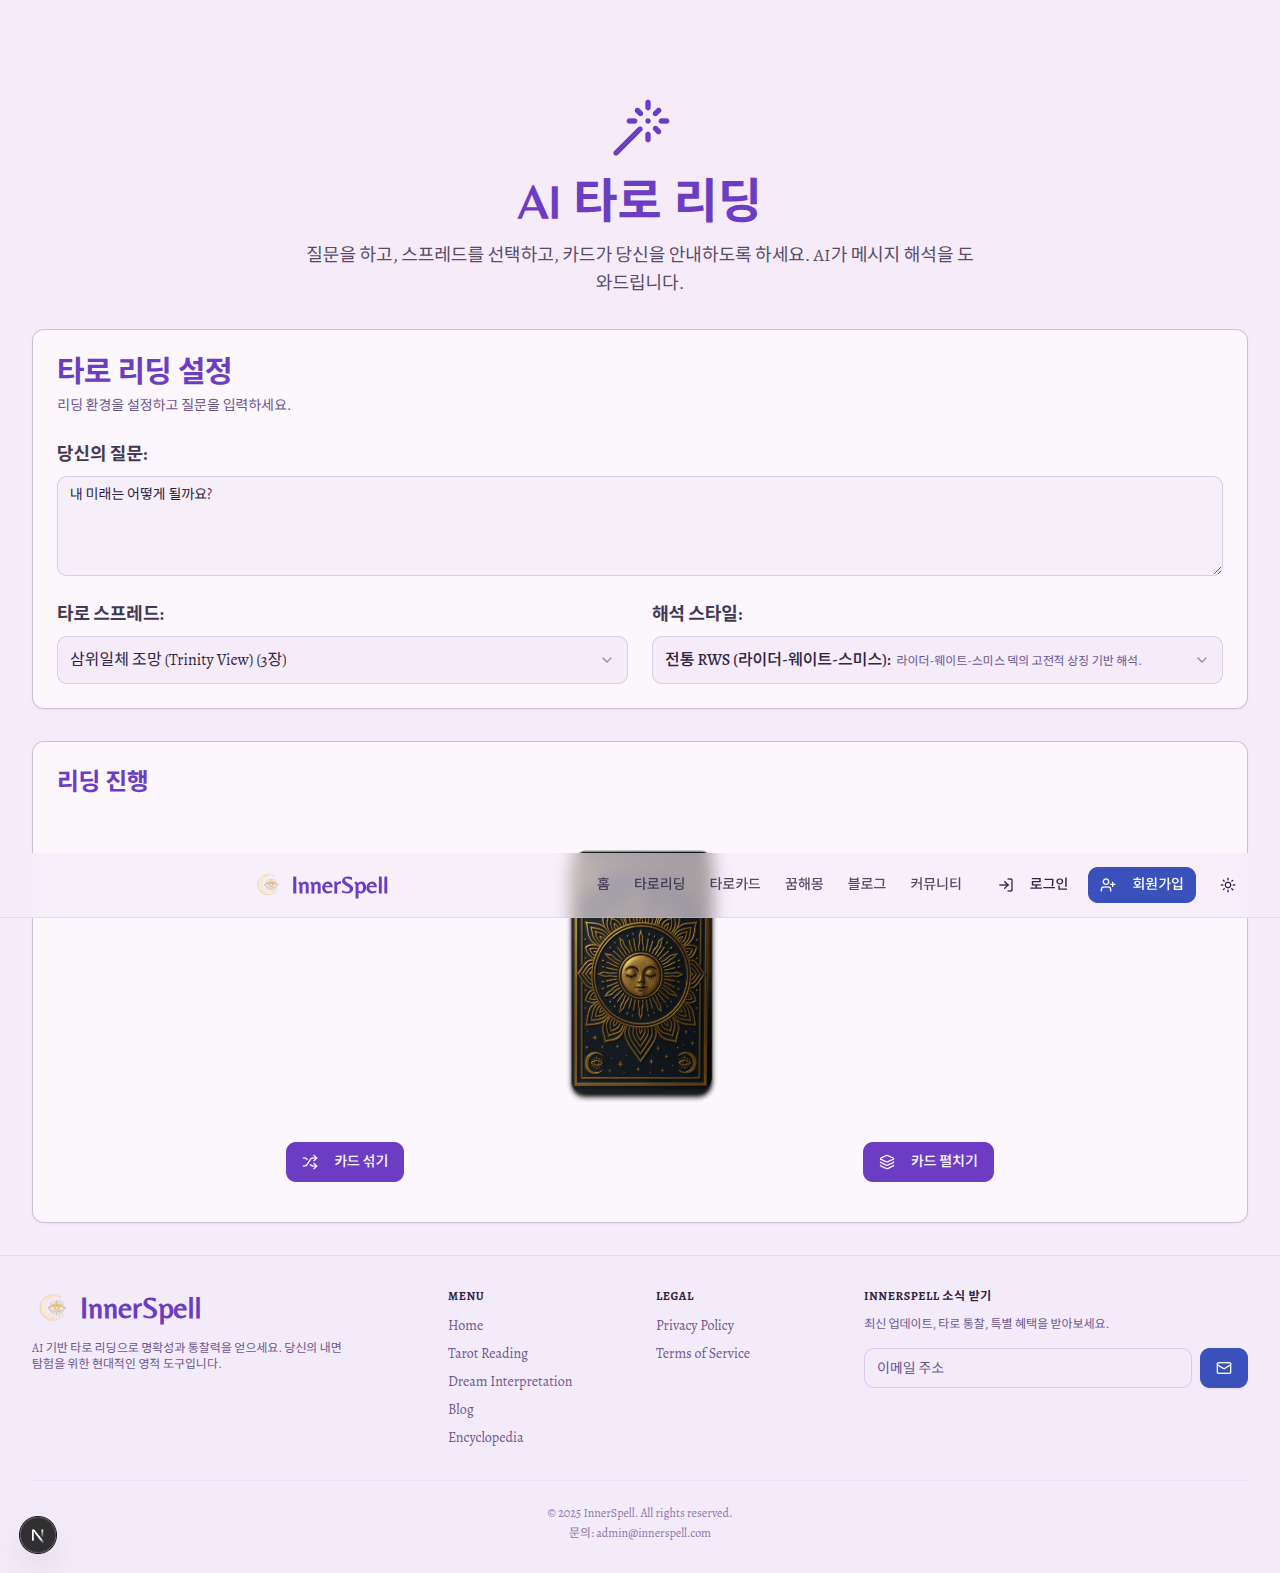 AI 타로 리딩
질문을 하고, 스프레드를 선택하고, 카드가 당신을 안내하도록 하세요. AI가 메시지 해석을 도
와드립니다.
타로 리딩 설정
리딩 환경을 설정하고 질문을 입력하세요.
당신의 질문:
내 미래는 어떻게 될까요?
타로 스프레드:
해석 스타일:
삼위일체 조망 (Trinity View) (3장)
전통 RWS (라이더-웨이트-스미스): 라이더-웨이트-스미스 덱의 고전적 상징 기반 해석.
리딩 진행
InnerSpell 홈 타로리딩 타로카드 꿈해몽 블로그 커뮤니티 로그인 회원가입
카드 섞기 카드 펼치기
InnerSpell
AI 기반 타로 리딩으로 명확성과 통찰력을 얻으세요. 당신의 내면
탐험을 위한 현대적인 영적 도구입니다.
MENU
Home
Tarot Reading
Dream Interpretation
Blog
Encyclopedia
LEGAL
Privacy Policy
Terms of Service
INNERSPELL 소식 받기
최신 업데이트, 타로 통찰, 특별 혜택을 받아보세요.
이메일 주소
© 2025 InnerSpell. All rights reserved.
문의: admin@innerspell.com
N